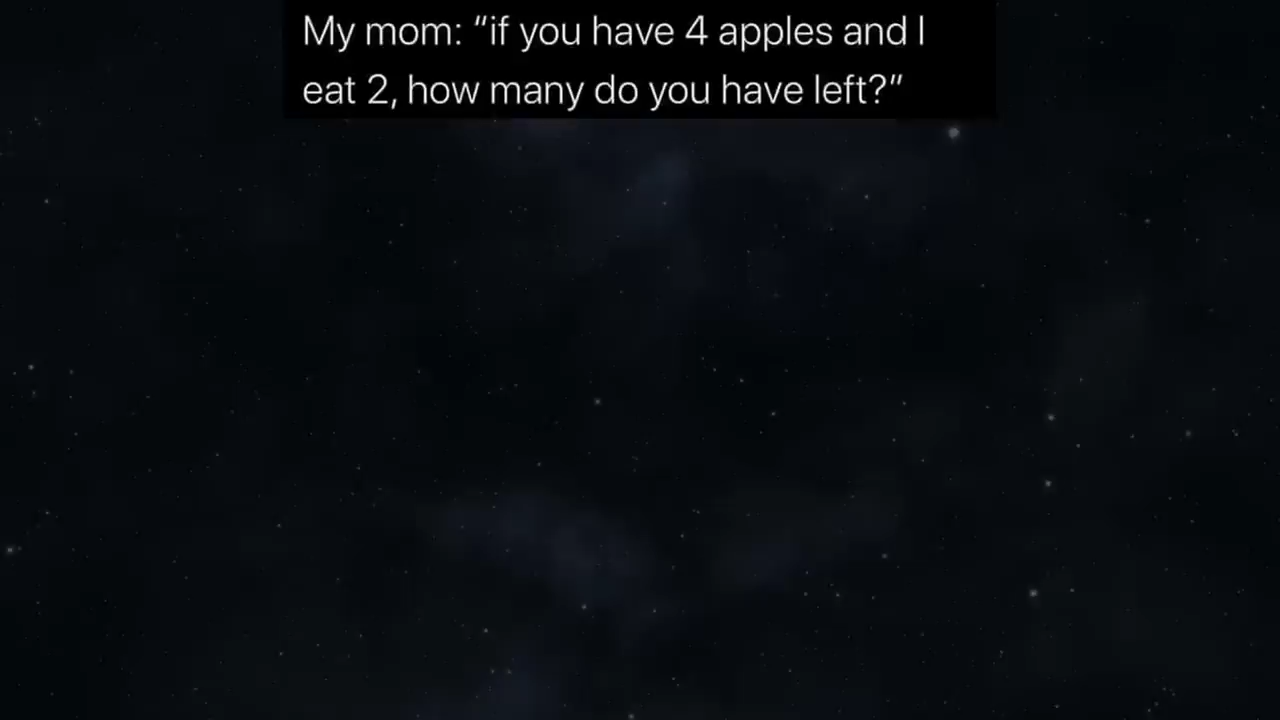 My mom: “if you have 4 apples and I
eat 2, how many do you have left?”